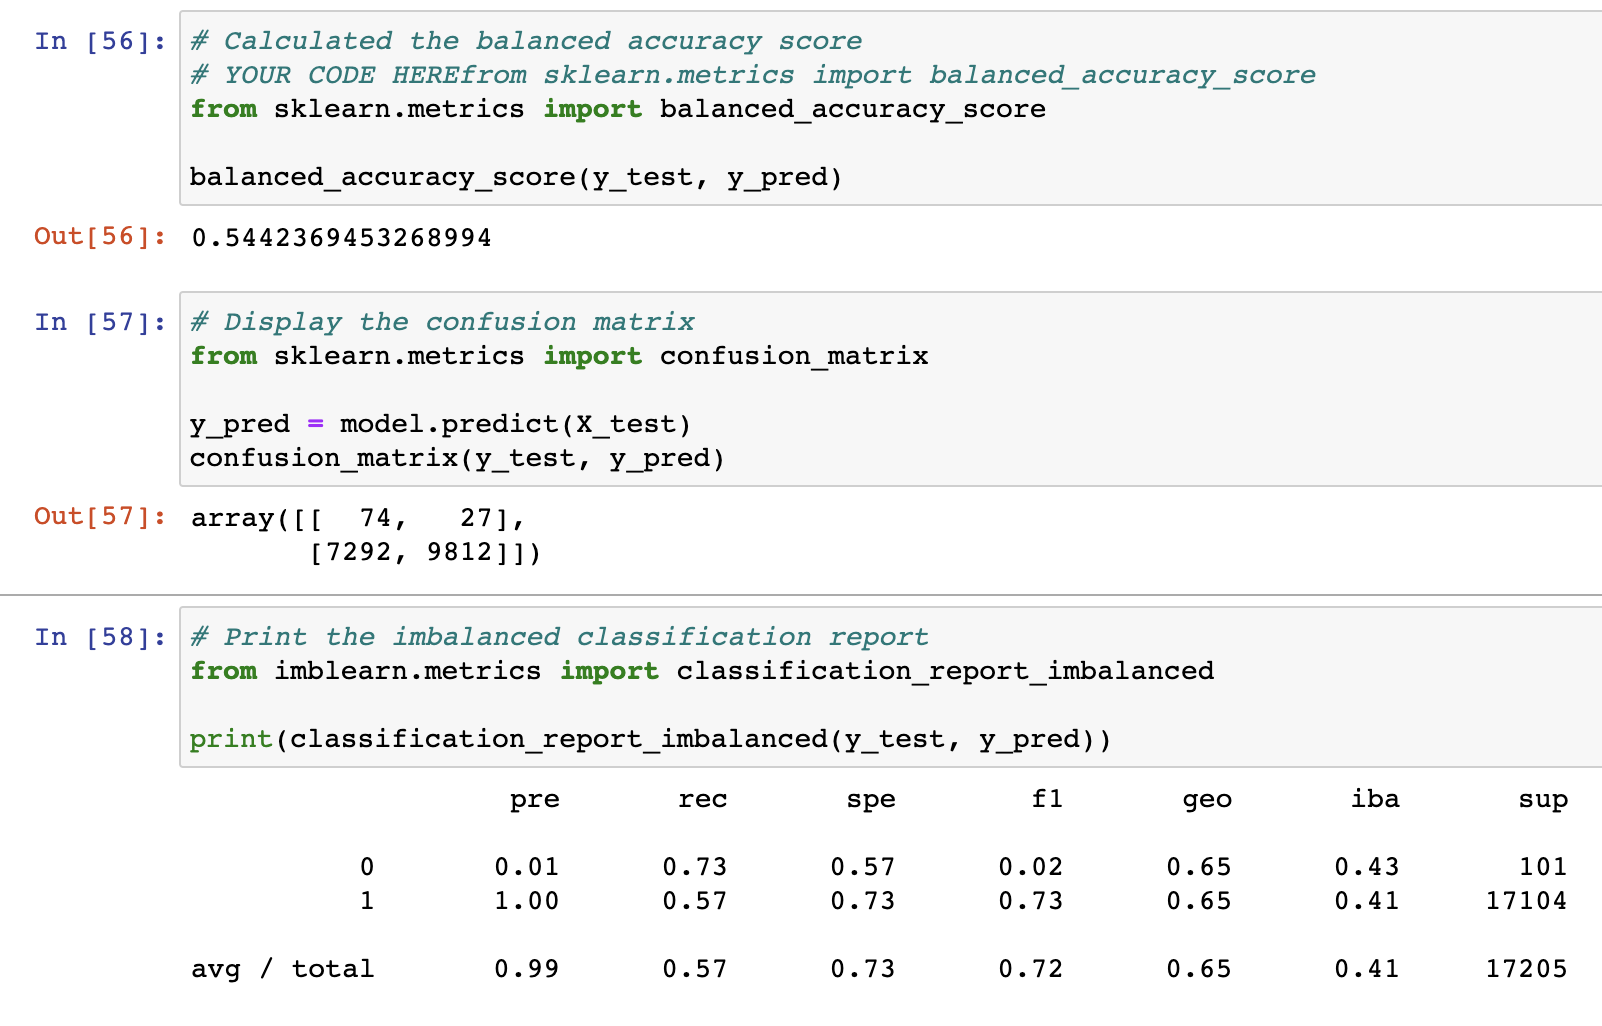 In [56]: # Calculated the balanced accuracy score
# YOUR CODE HEREfrom sklearn.metrics import balanced_accuracy_score
from sklearn.metrics import balanced_accuracy_score
balanced_accuracy_score(y_test, y_pred)
Out[56]: 0.5442369453268994
In [57]: # Display the confusion matrix
from sklearn.metrics import confusion_matrix
y_pred = model.predict(X_test)
confusion_matrix(y_test, y_pred)
Out[57]: array([[  74,   27],
       [7292, 9812]])
In [58]: # Print the imbalanced classification report
from imblearn.metrics import classification_report_imbalanced
print(classification_report_imbalanced(y_test, y_pred))
pre rec spe f1 geo iba sup
0 0.01 0.73 0.57 0.02 0.65 0.43 101
1 1.00 0.57 0.73 0.73 0.65 0.41 17104
avg / total 0.99 0.57 0.73 0.72 0.65 0.41 17205